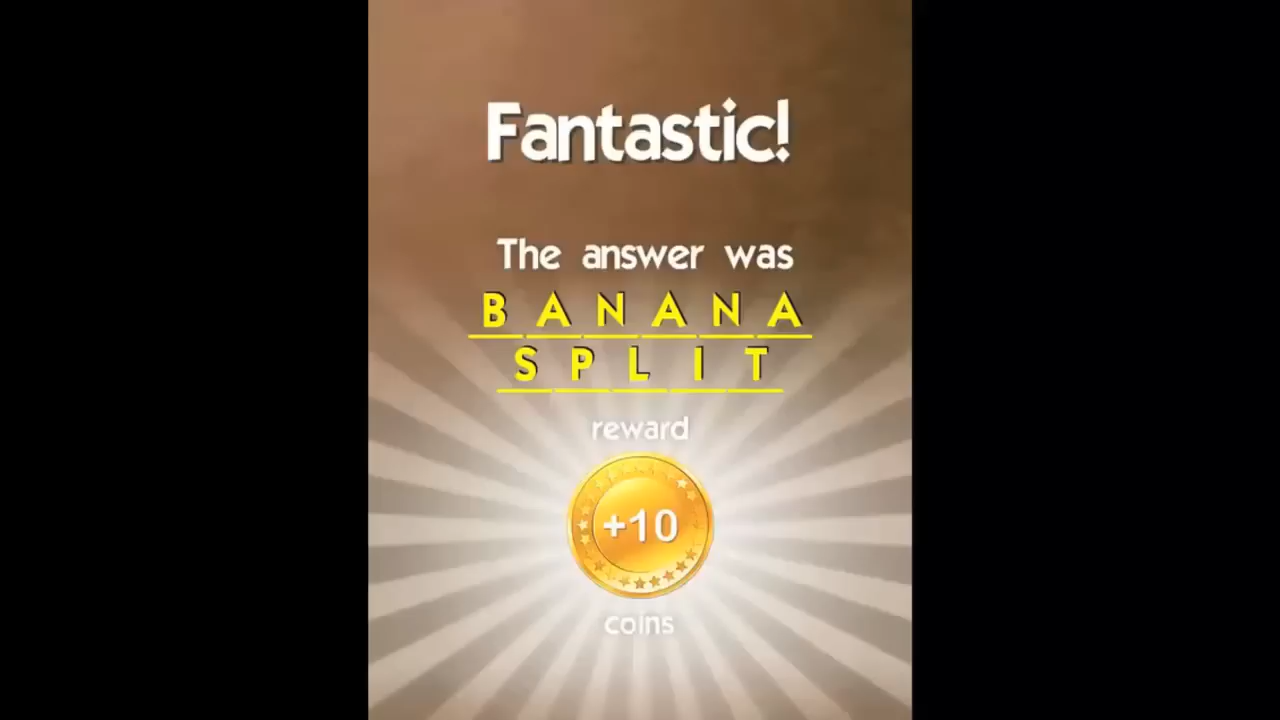 Fantastic!
The answer was
BANANA
SPLIT
reward
+10
coins